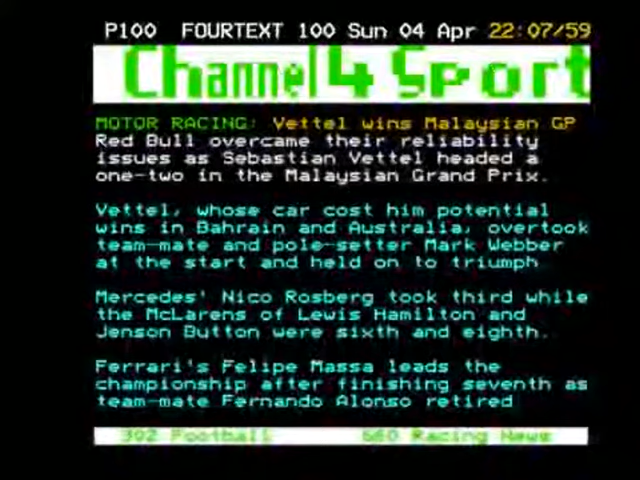 P100 FOURTEXT 100 Sun 04 Apr 22:07/59
Channel 4 Sport
MOTOR RACING: Vettel wins Malaysian GP
Red Bull overcame their reliability
issues as Sebastian Vettel headed a
one-two in the Malaysian Grand Prix.
Vettel, whose car cost him potential
wins in Bahrain and Australia, overtook
team-mate and pole-setter Mark Webber
at the start and held on to triumph
Mercedes' Nico Rosberg took third while
the McLarens of Lewis Hamilton and
Jenson Button were sixth and eighth.
Ferrari's Felipe Massa leads the
championship after finishing seventh as
team-mate Fernando Alonso retired
302 Football 660 Racing News